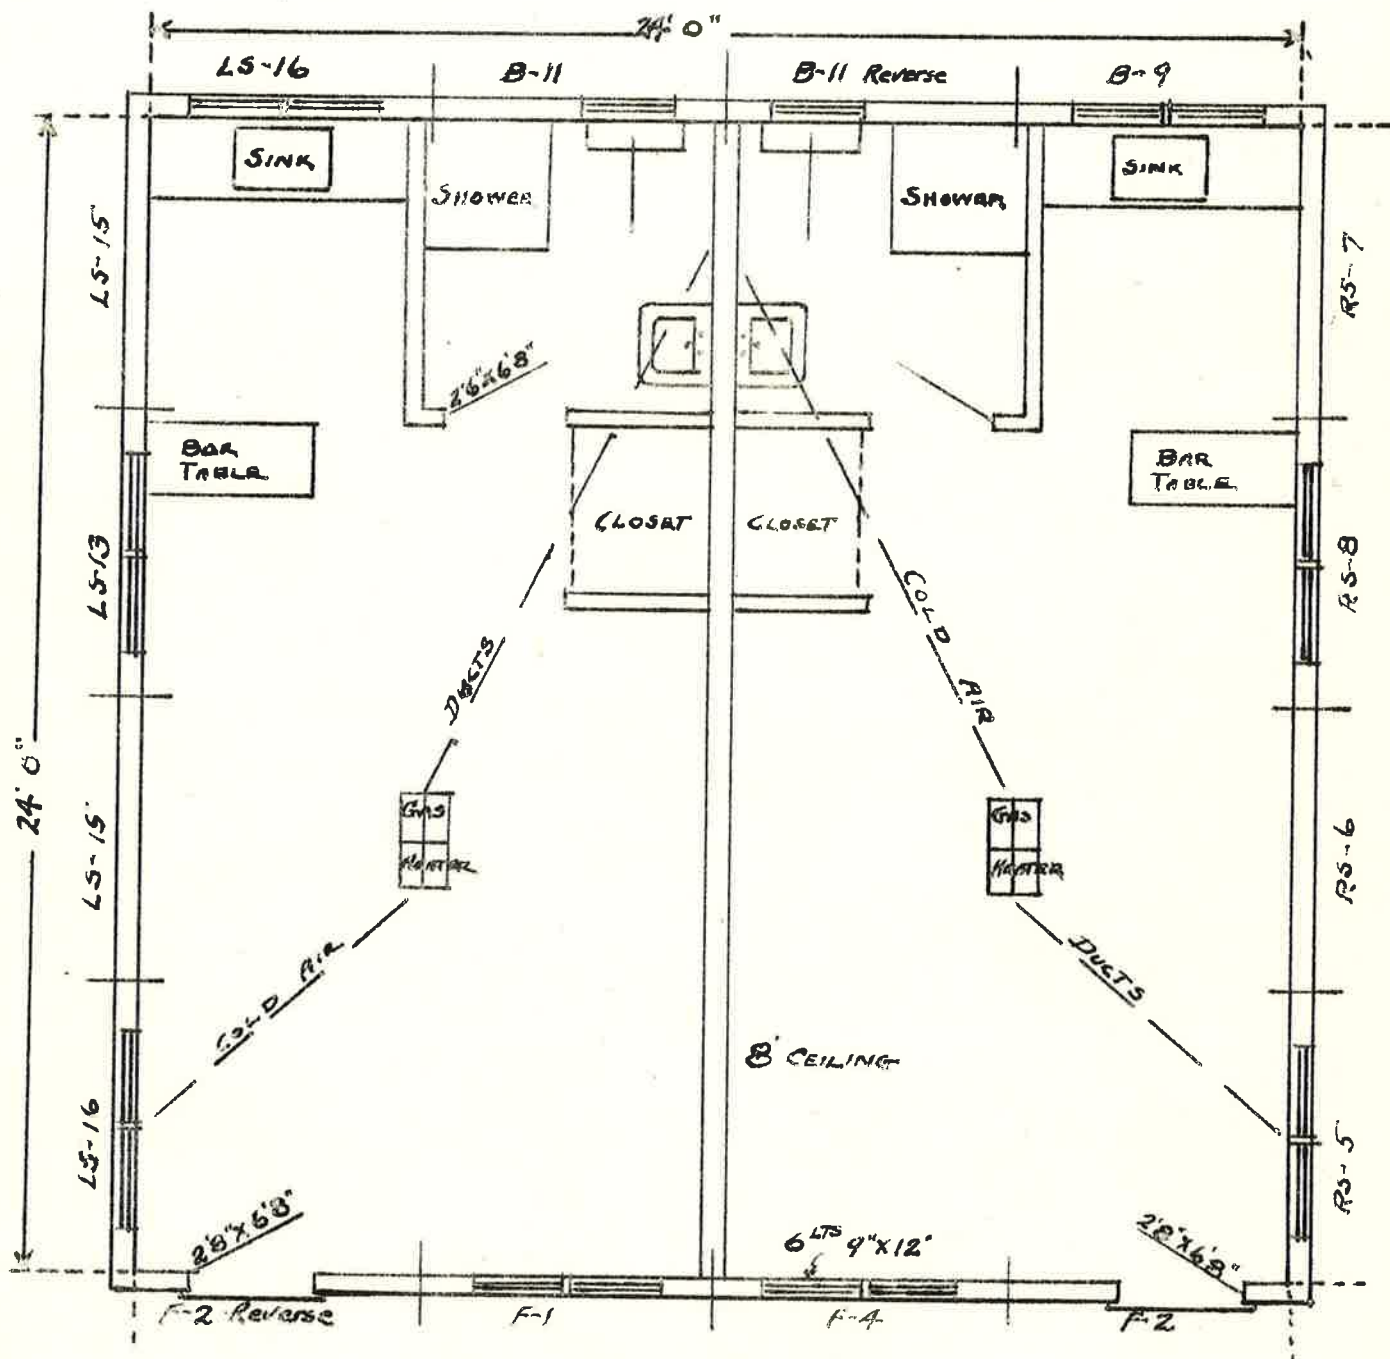 24' 0"
LS-16
B-11
B-11 Reverse
B-9
SINK
SHOWER
SHOWER
SINK
LS-15
RS-7
2'6"x6'8"
BAR
TABLE
BAR
TABLE
CLOSET
CLOSET
LS-13
RS-8
DUCTS
COLD AIR
24' 0"
GAS
HEATER
GAS
HEATER
LS-15
RS-6
COLD AIR
DUCTS
8' CEILING
LS-16
RS-5
2'8"x6'8"
6 LTS 9"x12"
2'8"x6'8"
F-2 Reverse
F-1
F-4
F-2